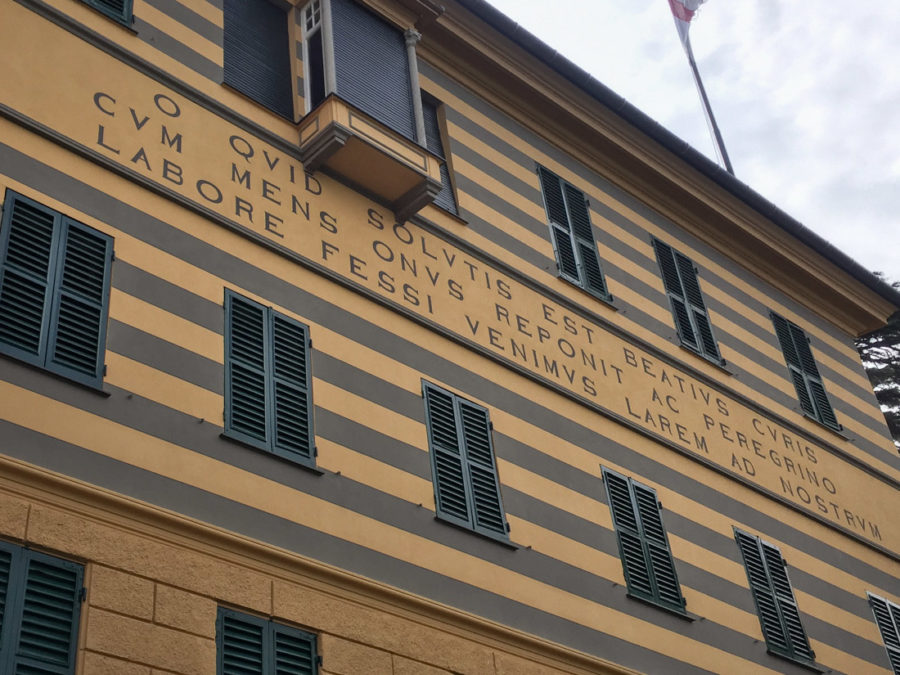 O QVID SOLVTIS EST BEATIVS CVRIS
CVM MENS ONVS REPONIT AC PEREGRINO
LABORE FESSI VENIMVS LAREM AD NOSTRVM